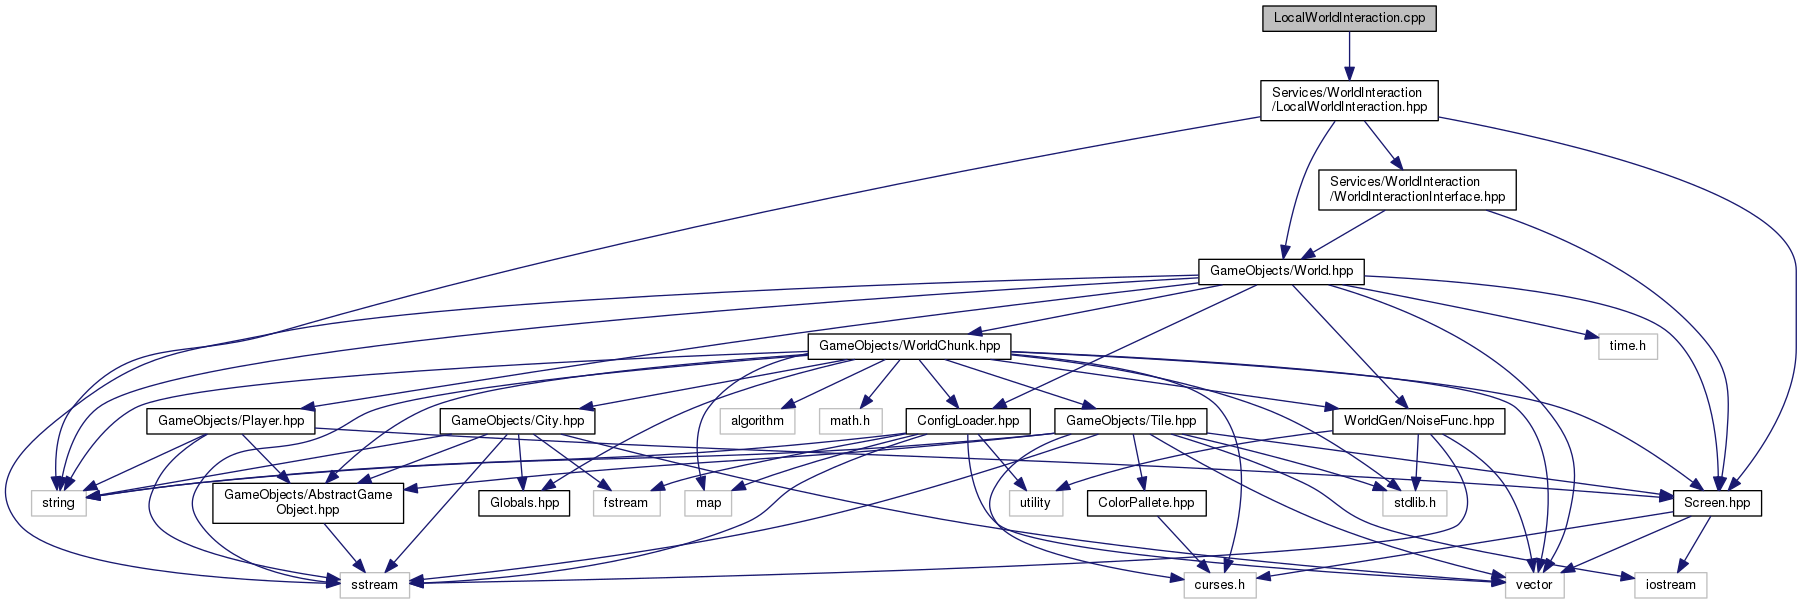 LocalWorldInteraction.cpp
Services/WorldInteraction
/LocalWorldInteraction.hpp
Services/WorldInteraction
/WorldInteractionInterface.hpp
GameObjects/World.hpp
GameObjects/WorldChunk.hpp
time.h
GameObjects/Player.hpp
GameObjects/City.hpp
algorithm
math.h
ConfigLoader.hpp
GameObjects/Tile.hpp
WorldGen/NoiseFunc.hpp
string
GameObjects/AbstractGame
Object.hpp
Globals.hpp
fstream
map
utility
ColorPallete.hpp
stdlib.h
Screen.hpp
sstream
curses.h
vector
iostream